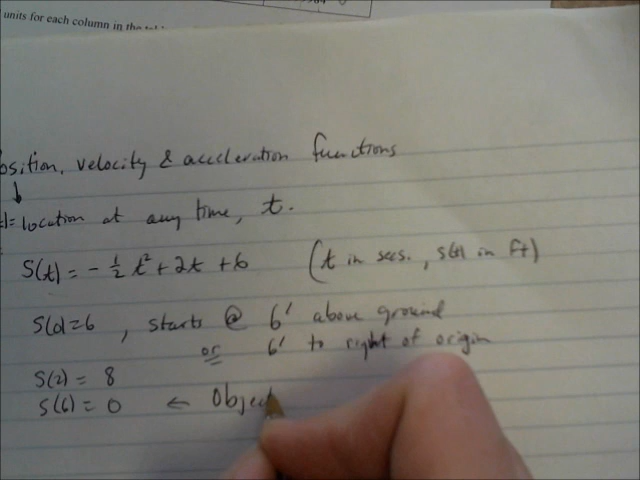 units for each column in the
osition, velocity & acceleration functions
↓
)= location at any time, t.
S(t) = -½t² + 2t + 6 (t in secs., s(t) in ft)
S(0)=6, starts @ 6' above ground
or 6' to right of origin
S(2) = 8
S(6) = 0 ← Object